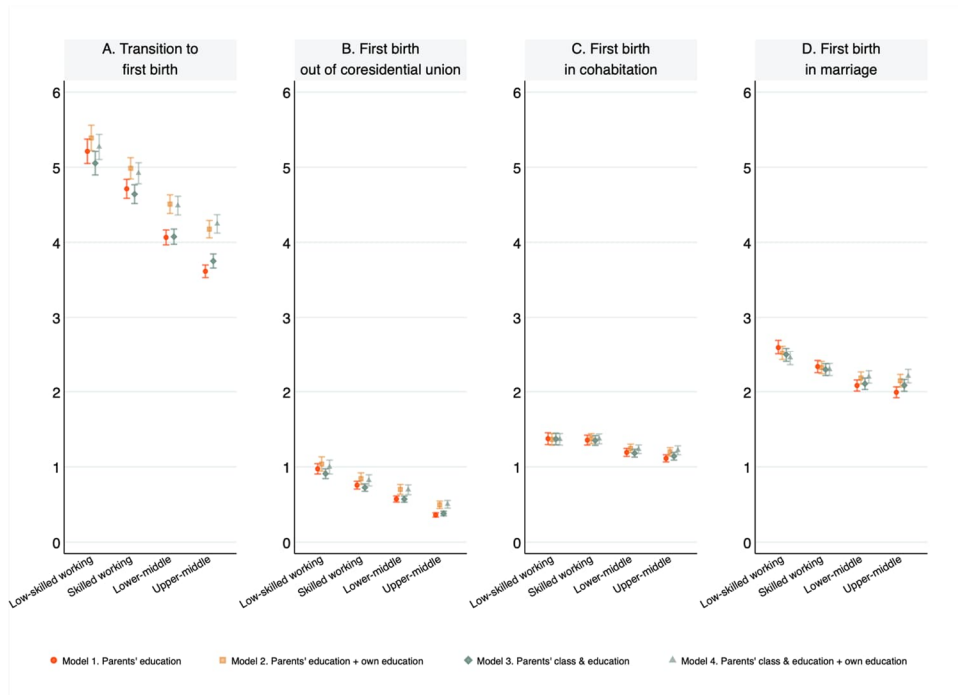 A. Transition to
first birth
B. First birth
out of coresidential union
C. First birth
in cohabitation
D. First birth
in marriage
6
5
4
3
2
1
0
Low-skilled working
Skilled working
Lower-middle
Upper-middle
6
5
4
3
2
1
0
Low-skilled working
Skilled working
Lower-middle
Upper-middle
6
5
4
3
2
1
0
Low-skilled working
Skilled working
Lower-middle
Upper-middle
6
5
4
3
2
1
0
Low-skilled working
Skilled working
Lower-middle
Upper-middle
Model 1. Parents' education
Model 2. Parents' education + own education
Model 3. Parents' class & education
Model 4. Parents' class & education + own education